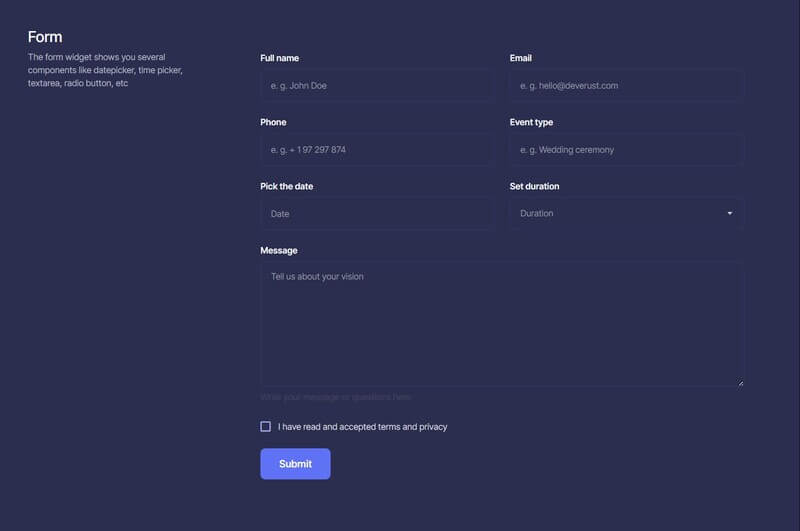 Form
The form widget shows you several
components like datepicker, time picker,
textarea, radio button, etc
Full name
Email
e. g. John Doe
e. g. hello@deverust.com
Phone
Event type
e. g. + 1 97 297 874
e. g. Wedding ceremony
Pick the date
Set duration
Date
Duration
Message
Tell us about your vision
Write your message or questions here
I have read and accepted terms and privacy
Submit